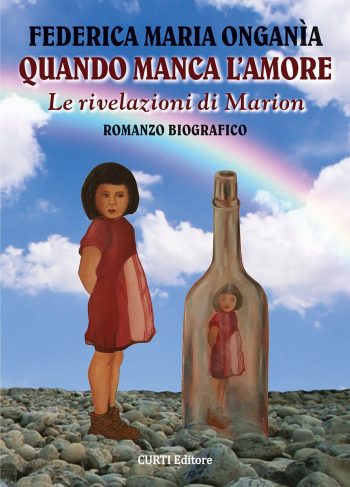 FEDERICA MARIA ONGANÌA
QUANDO MANCA L'AMORE
Le rivelazioni di Marion
ROMANZO BIOGRAFICO
CURTI Editore